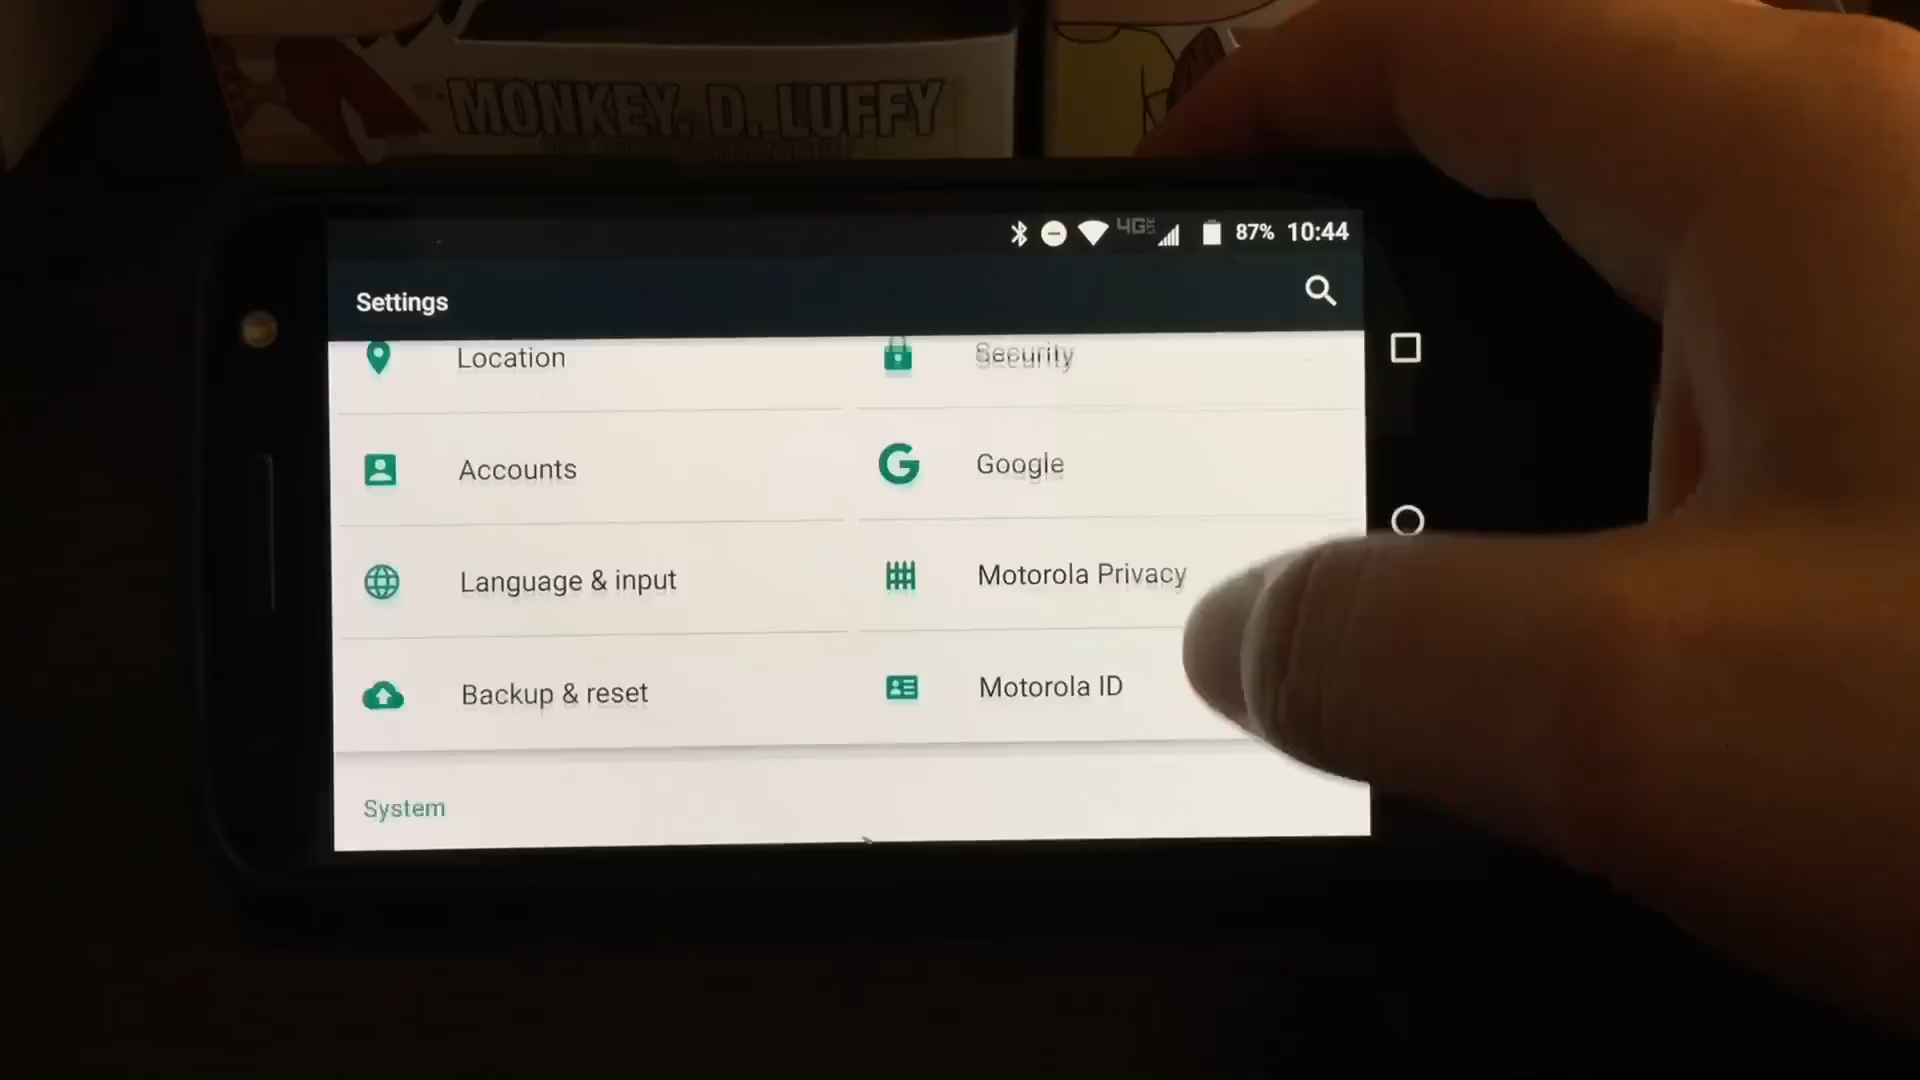 MONKEY. D. LUFFY
4G 87% 10:44
Settings
Location
Security
Accounts
Google
Language & input
Motorola Privacy
Backup & reset
Motorola ID
System